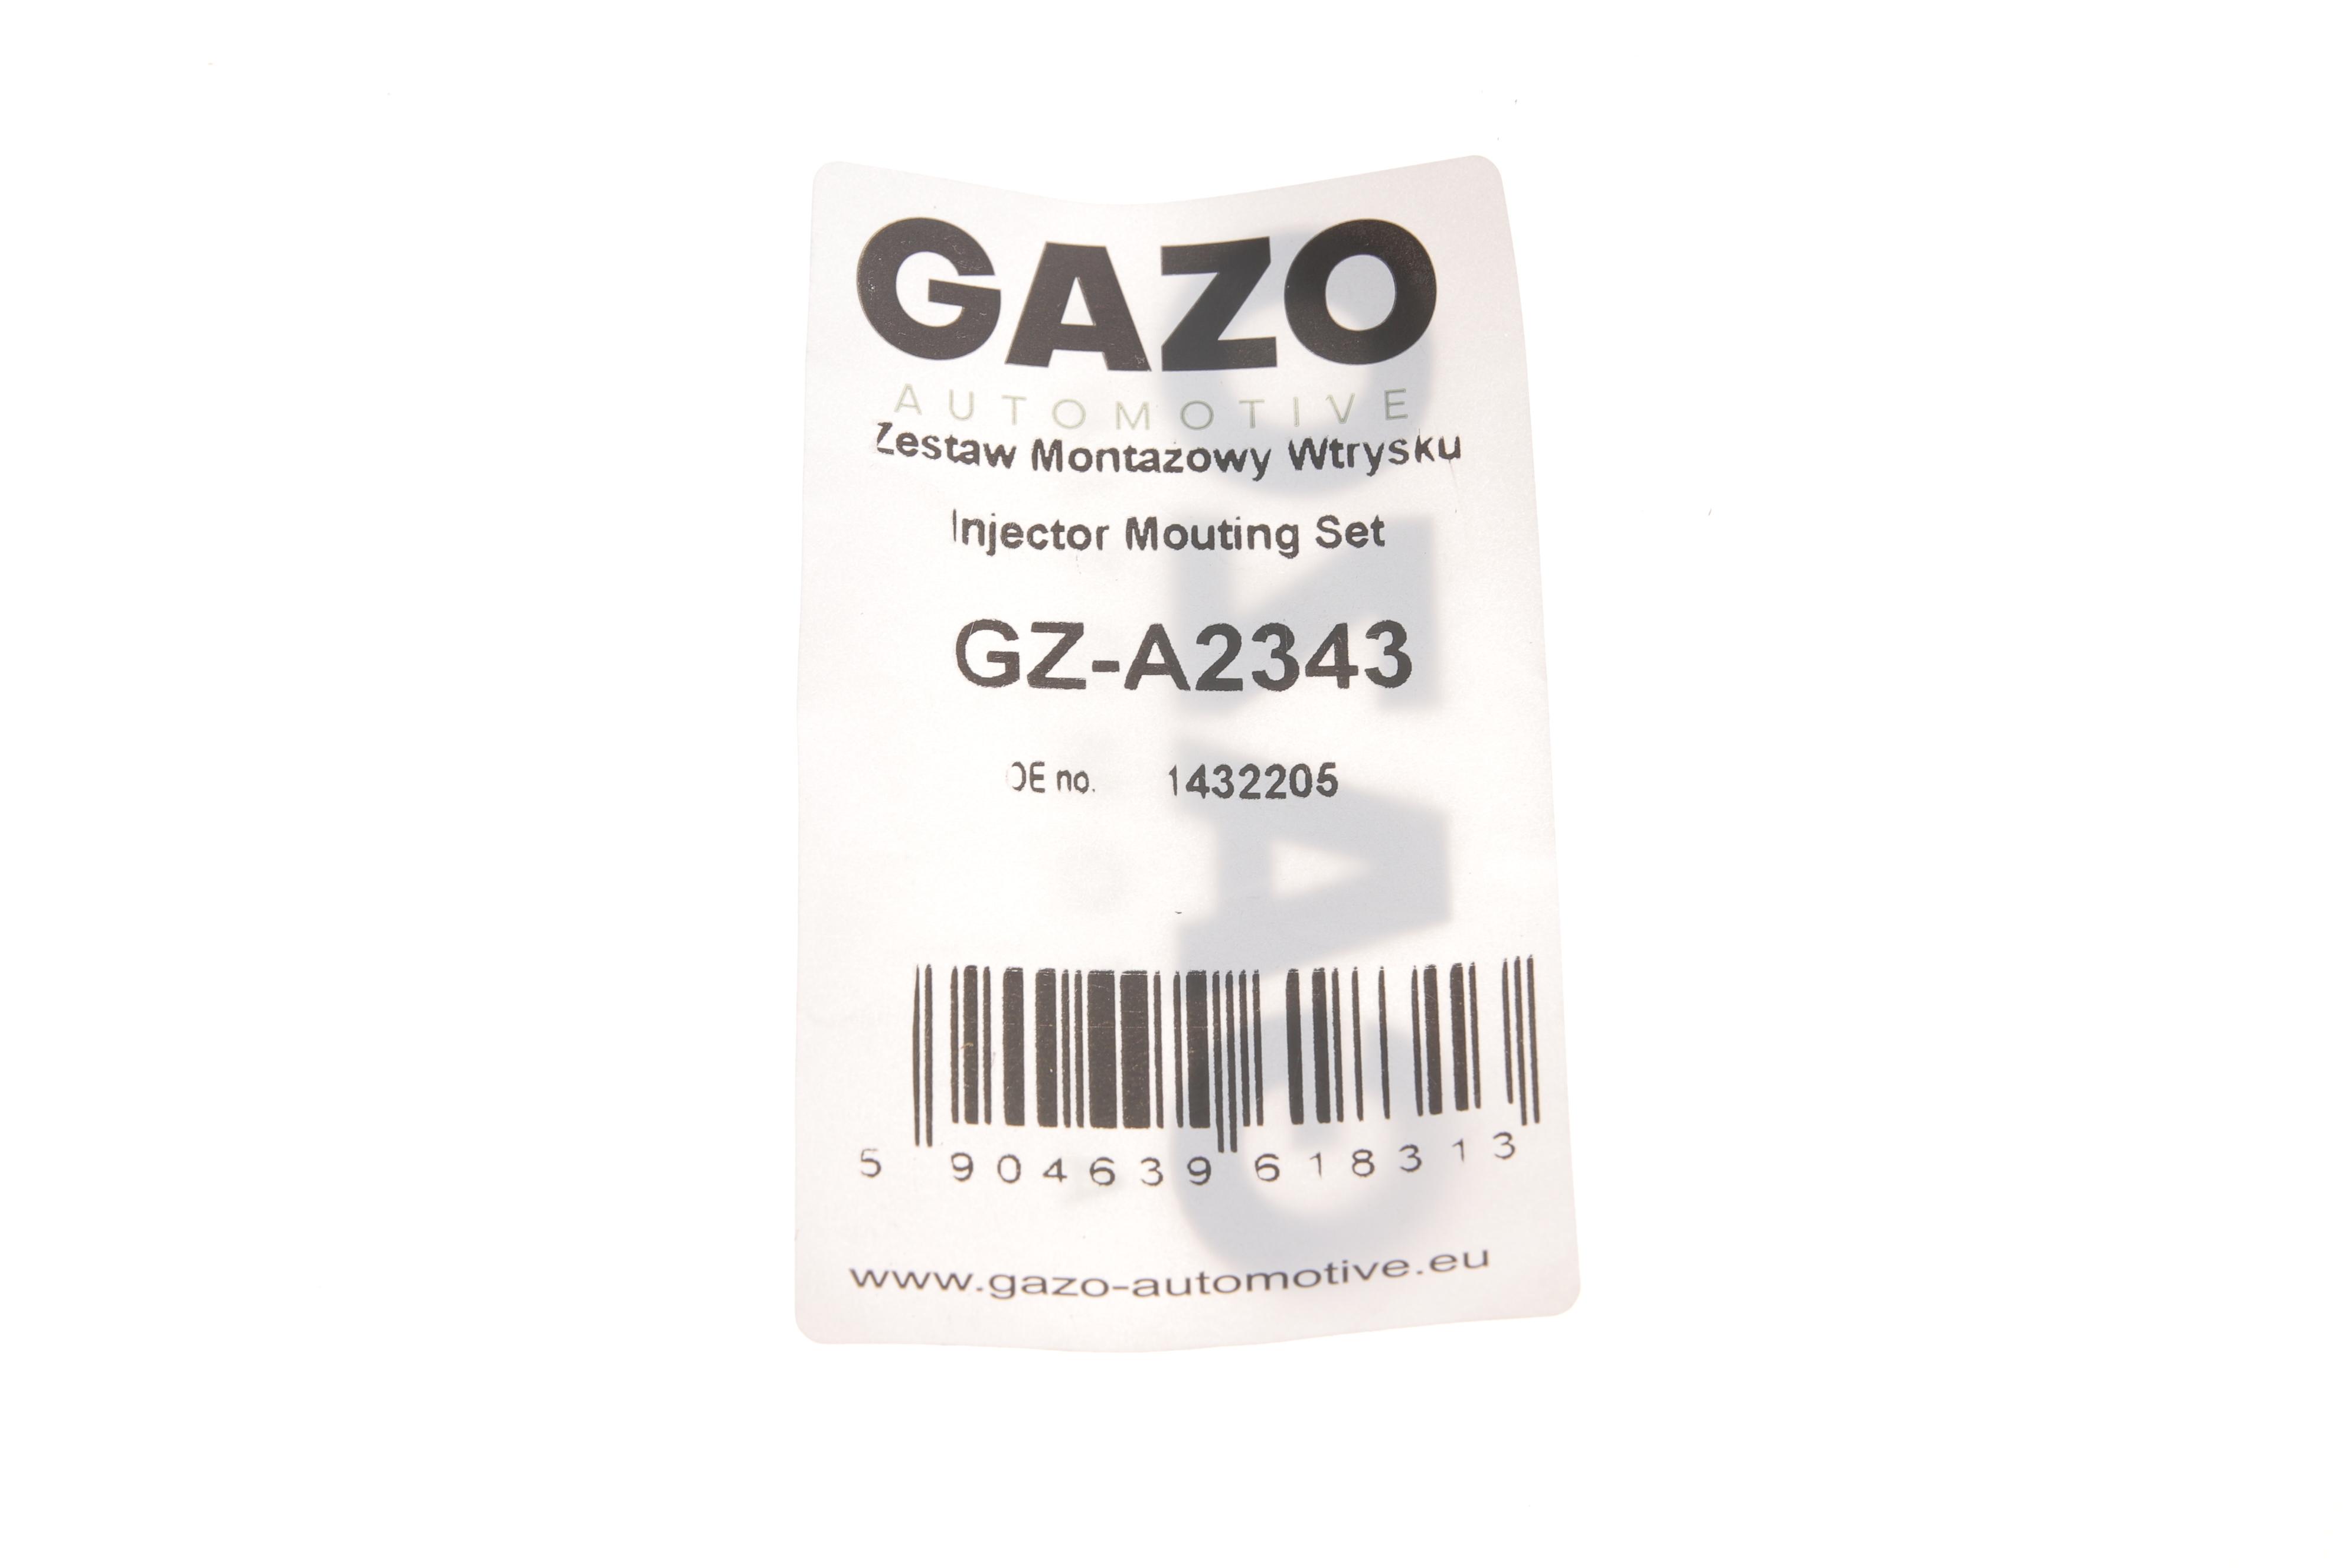 GAZO
AUTOMOTIVE
Zestaw Montażowy Wtrysku
Injector Mouting Set
GZ-A2343
OE no. 1432205
5 904639 618313
www.gazo-automotive.eu